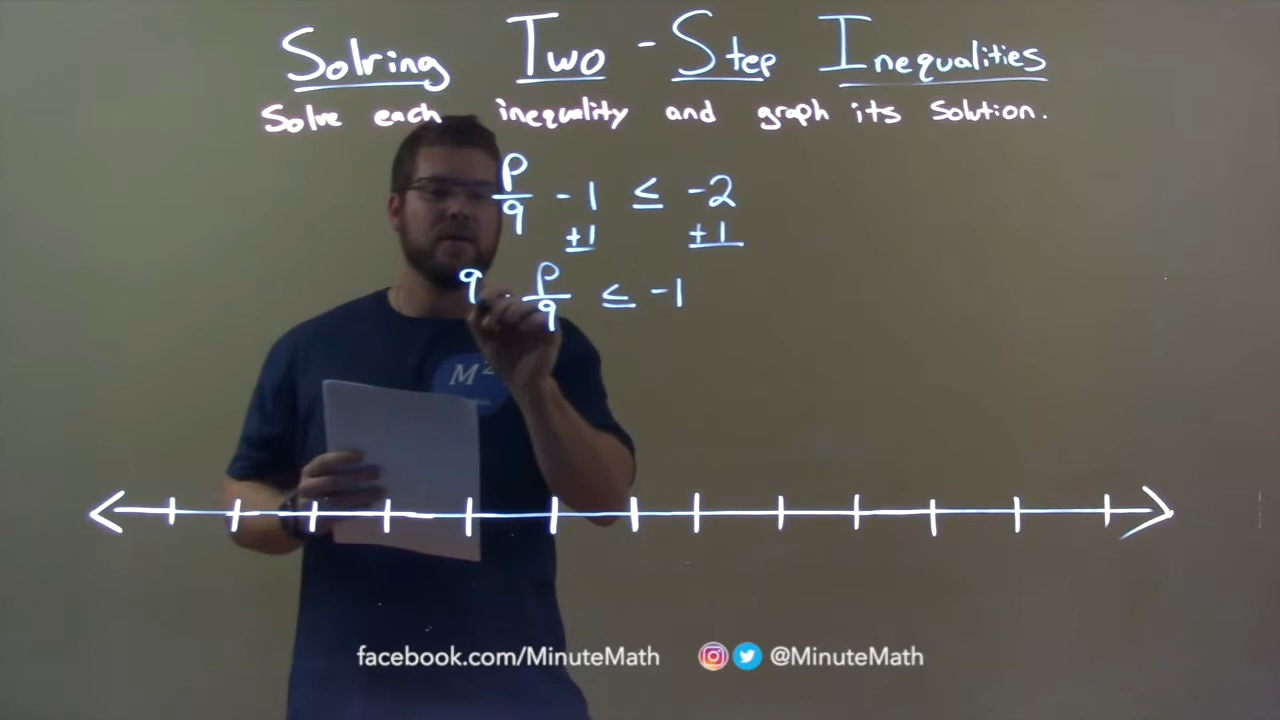 Solving Two-Step Inequalities
Solve each inequality and graph its solution.
p/9 - 1 ≤ -2
+1 +1
9 · p/9 ≤ -1
M²
facebook.com/MinuteMath @MinuteMath